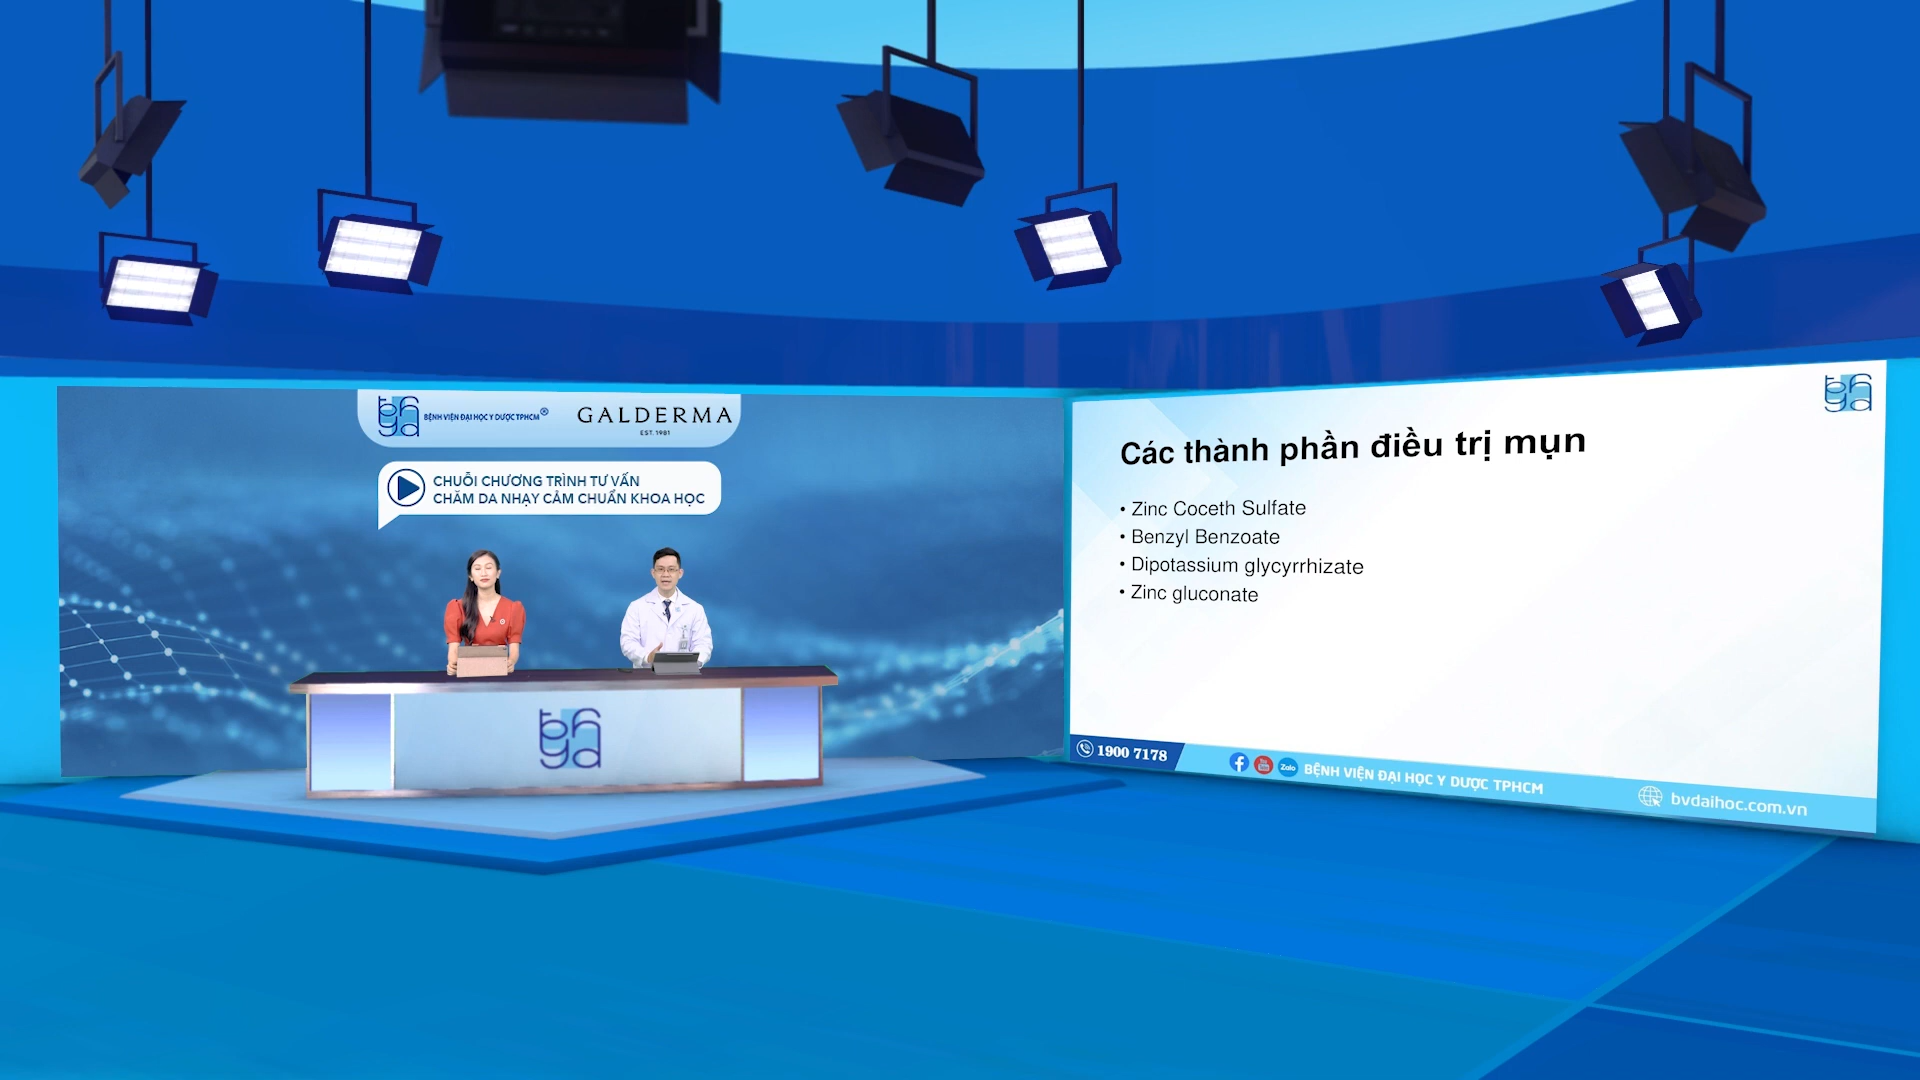 BỆNH VIỆN ĐẠI HỌC Y DƯỢC TPHCM®
GALDERMA
EST. 1981
CHUỖI CHƯƠNG TRÌNH TƯ VẤN
CHĂM DA NHẠY CẢM CHUẨN KHOA HỌC
Các thành phần điều trị mụn
• Zinc Coceth Sulfate
• Benzyl Benzoate
• Dipotassium glycyrrhizate
• Zinc gluconate
1900 7178
Zalo
BỆNH VIỆN ĐẠI HỌC Y DƯỢC TPHCM
bvdaihoc.com.vn